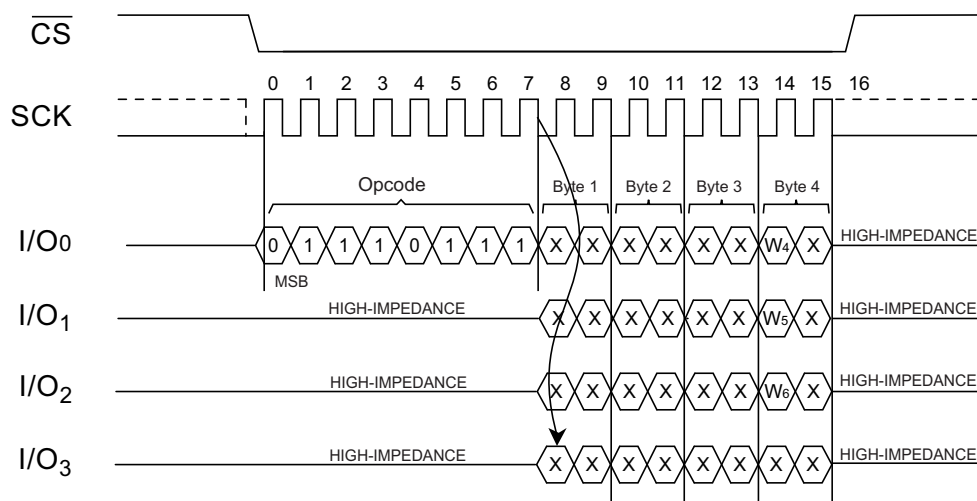 CS
0 1 2 3 4 5 6 7 8 9 10 11 12 13 14 15 16
SCK
Opcode
Byte 1 Byte 2 Byte 3 Byte 4
I/O0 0 1 1 1 0 1 1 1 X X X X X X W4 X HIGH-IMPEDANCE
MSB
I/O1 HIGH-IMPEDANCE X X X X X X W5 X HIGH-IMPEDANCE
I/O2 HIGH-IMPEDANCE X X X X X X W6 X HIGH-IMPEDANCE
I/O3 HIGH-IMPEDANCE X X X X X X X X HIGH-IMPEDANCE